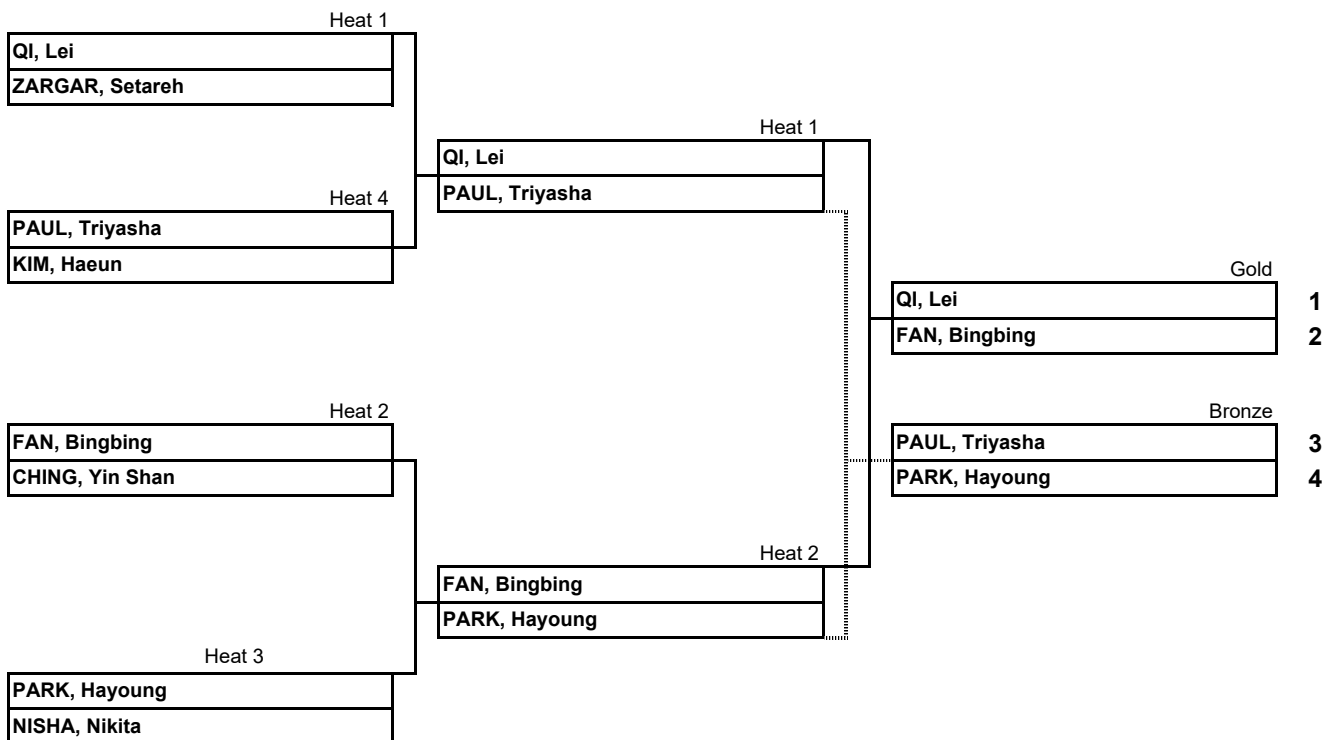 Heat 1
QI, Lei
ZARGAR, Setareh
Heat 4
PAUL, Triyasha
KIM, Haeun
Heat 2
FAN, Bingbing
CHING, Yin Shan
Heat 3
PARK, Hayoung
NISHA, Nikita
Heat 1
QI, Lei
PAUL, Triyasha
Heat 2
FAN, Bingbing
PARK, Hayoung
Gold
QI, Lei 1
FAN, Bingbing 2
Bronze
PAUL, Triyasha 3
PARK, Hayoung 4